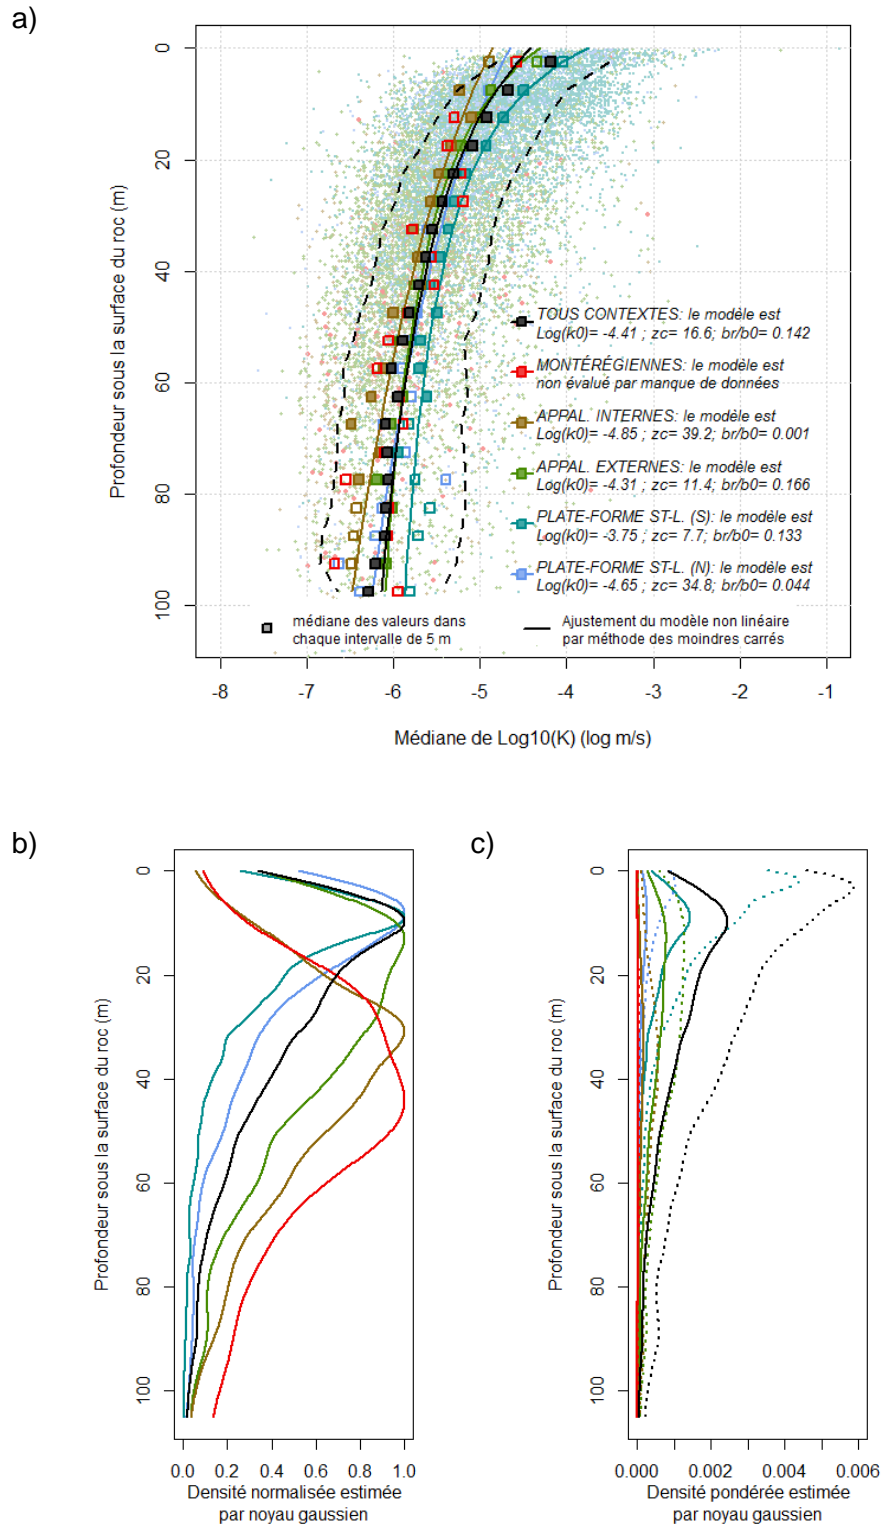 a)
0
20
40
60
80
100
Profondeur sous la surface du roc (m)
TOUS CONTEXTES: le modèle est
Log(k0)= -4.41 ; zc= 16.6; br/b0= 0.142
MONTÉRÉGIENNES: le modèle est
non évalué par manque de données
APPAL. INTERNES: le modèle est
Log(k0)= -4.85 ; zc= 39.2; br/b0= 0.001
APPAL. EXTERNES: le modèle est
Log(k0)= -4.31 ; zc= 11.4; br/b0= 0.166
PLATE-FORME ST-L. (S): le modèle est
Log(k0)= -3.75 ; zc= 7.7; br/b0= 0.133
PLATE-FORME ST-L. (N): le modèle est
Log(k0)= -4.65 ; zc= 34.8; br/b0= 0.044
médiane des valeurs dans
chaque intervalle de 5 m
Ajustement du modèle non linéaire
par méthode des moindres carrés
-8 -7 -6 -5 -4 -3 -2 -1
Médiane de Log10(K) (log m/s)
b)
0
20
40
60
80
100
Profondeur sous la surface du roc (m)
0.0 0.2 0.4 0.6 0.8 1.0
Densité normalisée estimée
par noyau gaussien
c)
0
20
40
60
80
100
Profondeur sous la surface du roc (m)
0.000 0.002 0.004 0.006
Densité pondérée estimée
par noyau gaussien